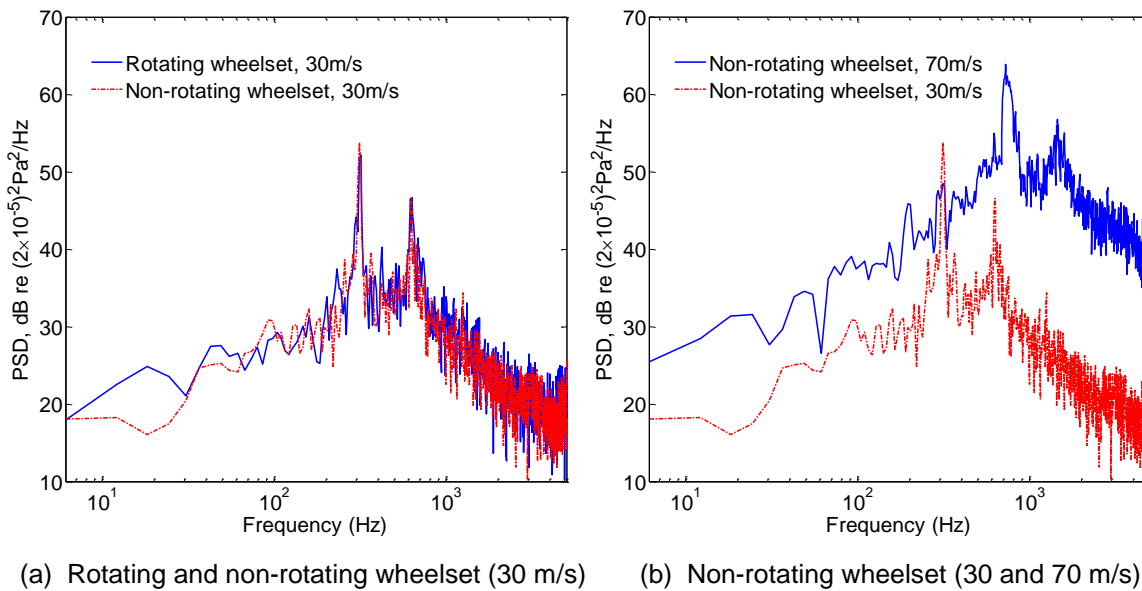 70
60
50
40
30
20
10
PSD, dB re (2×10⁻⁵)²Pa²/Hz
Rotating wheelset, 30m/s
Non-rotating wheelset, 30m/s
10¹
10²
10³
Frequency (Hz)
(a) Rotating and non-rotating wheelset (30 m/s)
70
60
50
40
30
20
10
PSD, dB re (2×10⁻⁵)²Pa²/Hz
Non-rotating wheelset, 70m/s
Non-rotating wheelset, 30m/s
10¹
10²
10³
Frequency (Hz)
(b) Non-rotating wheelset (30 and 70 m/s)